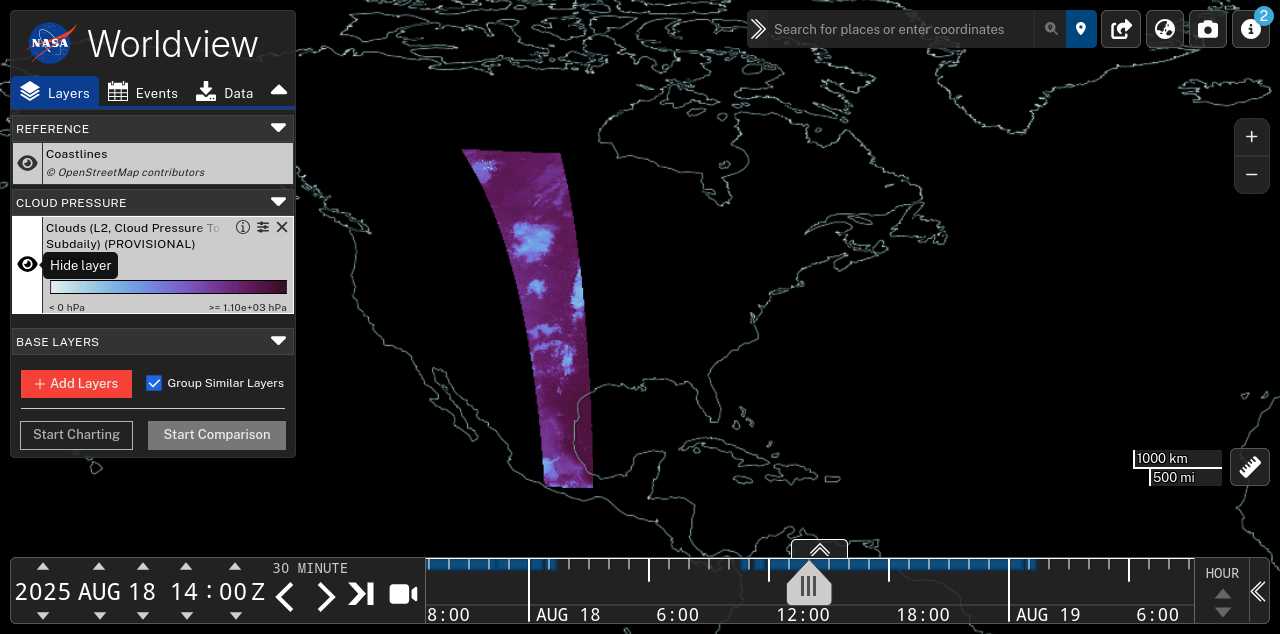 NASA
Worldview
Layers
Events
Data
REFERENCE
Coastlines
© OpenStreetMap contributors
CLOUD PRESSURE
Clouds (L2, Cloud Pressure To
Subdaily) (PROVISIONAL)
Hide layer
< 0 hPa
>= 1.10e+03 hPa
BASE LAYERS
+ Add Layers
Group Similar Layers
Start Charting
Start Comparison
Search for places or enter coordinates
2
+
−
1000 km
500 mi
2025 AUG 18 14:00 Z
30 MINUTE
8:00
AUG 18
6:00
12:00
18:00
AUG 19
6:00
HOUR